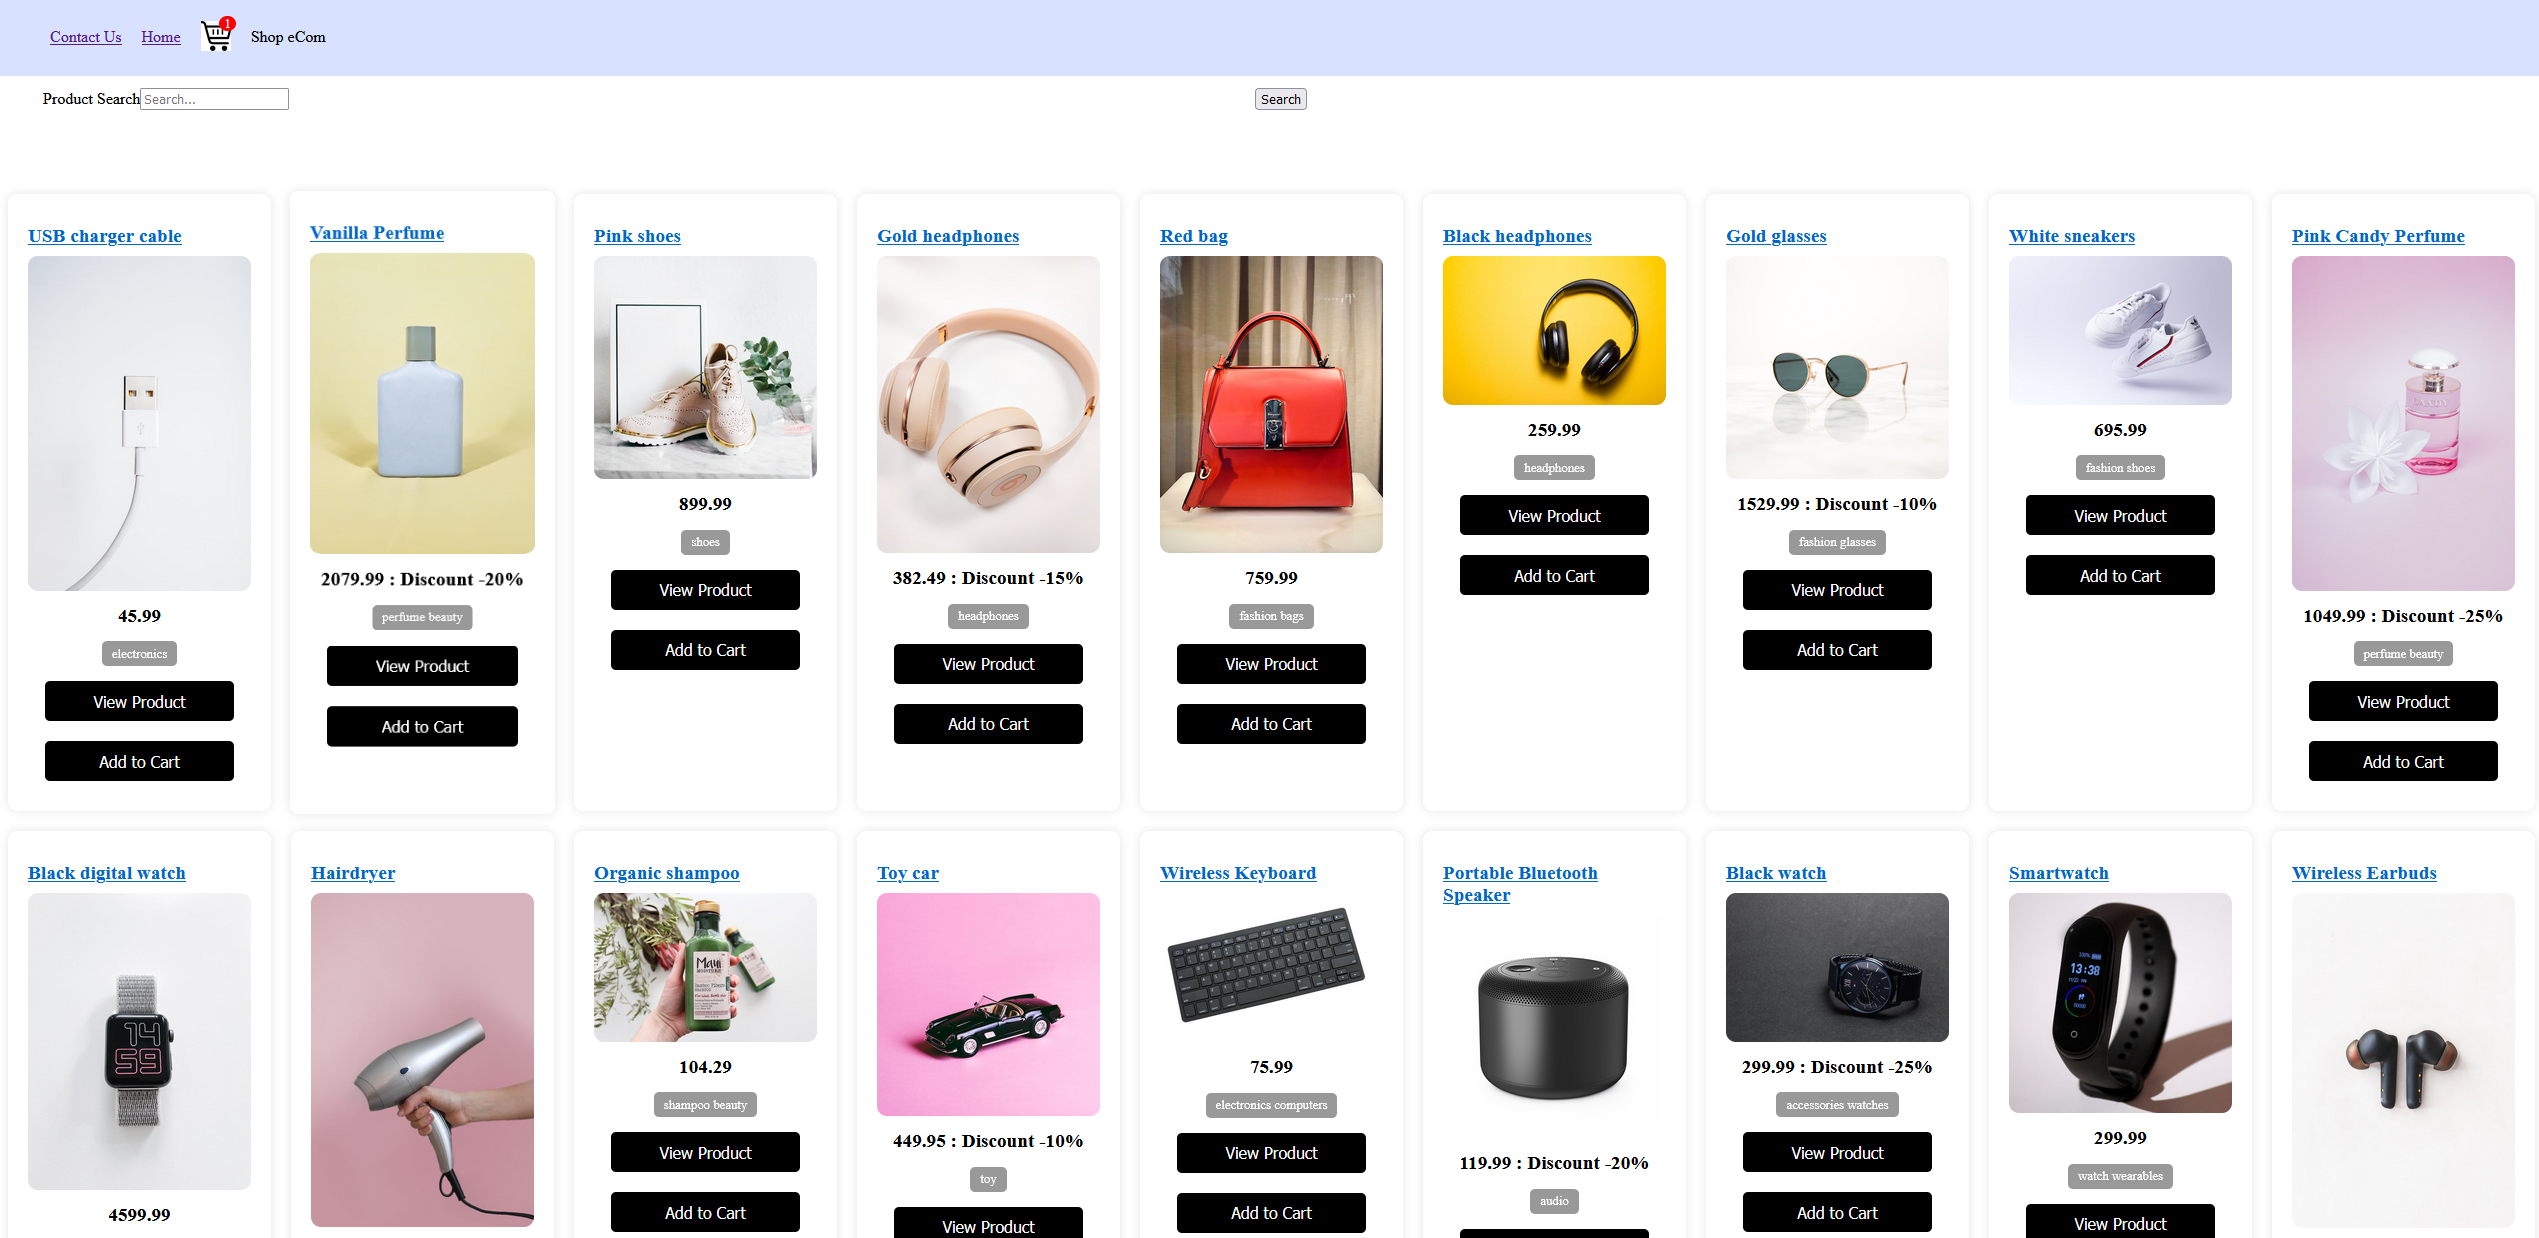 Contact Us Home 1 Shop eCom
Product Search Search... Search
USB charger cable
45.99
electronics
View Product
Add to Cart
Vanilla Perfume
2079.99 : Discount -20%
perfume beauty
View Product
Add to Cart
Pink shoes
899.99
shoes
View Product
Add to Cart
Gold headphones
382.49 : Discount -15%
headphones
View Product
Add to Cart
Red bag
759.99
fashion bags
View Product
Add to Cart
Black headphones
259.99
headphones
View Product
Add to Cart
Gold glasses
1529.99 : Discount -10%
fashion glasses
View Product
Add to Cart
White sneakers
695.99
fashion shoes
View Product
Add to Cart
Pink Candy Perfume
CANDY
1049.99 : Discount -25%
perfume beauty
View Product
Add to Cart
Black digital watch
14
59
4599.99
Hairdryer
Organic shampoo
Maui
MOISTURE
104.29
shampoo beauty
View Product
Add to Cart
Toy car
449.95 : Discount -10%
toy
View Product
Wireless Keyboard
75.99
electronics computers
View Product
Add to Cart
Portable Bluetooth
Speaker
119.99 : Discount -20%
audio
Black watch
299.99 : Discount -25%
accessories watches
View Product
Add to Cart
Smartwatch
13:38
299.99
watch wearables
View Product
Wireless Earbuds